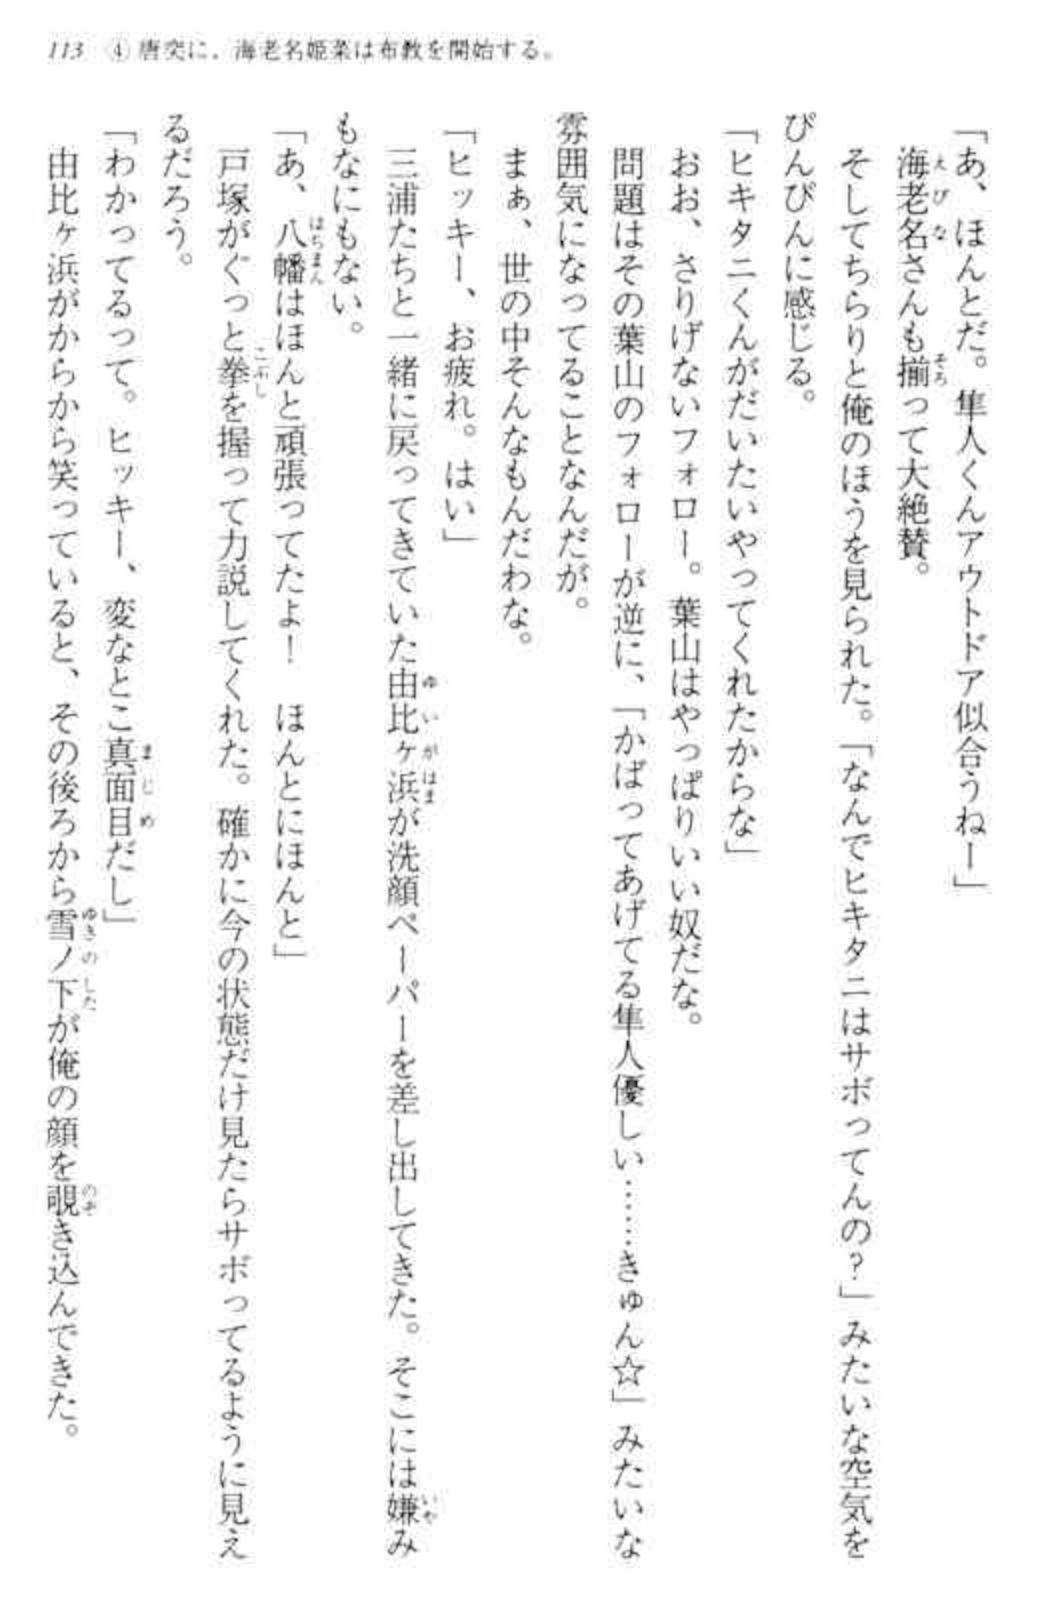 113　④ 唐突に、海老名姫菜は布教を開始する。
「あ、ほんとだ。隼人くんアウトドア似合うねー」
海老名さんも揃って大絶賛。
そしてちらりと俺のほうを見られた。「なんでヒキタニはサボってんの？」みたいな空気を
びんびんに感じる。
「ヒキタニくんがだいたいやってくれたからな」
おお、さりげないフォロー。葉山はやっぱりいい奴だな。
問題はその葉山のフォローが逆に、「かばってあげてる隼人優しい……きゅん☆」みたいな
雰囲気になってることなんだが。
まぁ、世の中そんなもんだわな。
「ヒッキー、お疲れ。はい」
三浦たちと一緒に戻ってきていた由比ヶ浜が洗顔ペーパーを差し出してきた。そこには嫌み
もなにもない。
「あ、八幡はほんと頑張ってたよ！　ほんとにほんと」
戸塚がぐっと拳を握って力説してくれた。確かに今の状態だけ見たらサボってるように見え
るだろう。
「わかってるって。ヒッキー、変なとこ真面目だし」
由比ヶ浜がからから笑っていると、その後ろから雪ノ下が俺の顔を覗き込んできた。